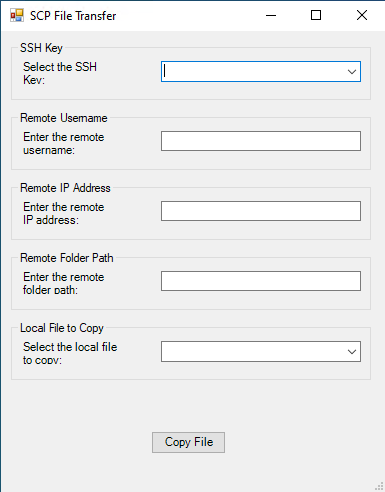 SCP File Transfer
SSH Key
Select the SSH
Key:
Remote Username
Enter the remote
username:
Remote IP Address
Enter the remote
IP address:
Remote Folder Path
Enter the remote
folder path:
Local File to Copy
Select the local file
to copy:
Copy File